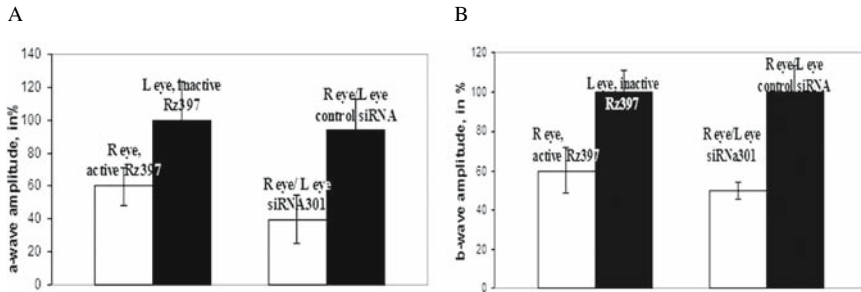 A
B
a-wave amplitude, in%
140
120
100
80
60
40
20
0
R eye,
active Rz397
L eye, inactive
Rz397
R eye/ L eye
siRNA301
R eye/L eye
control siRNA
b-wave amplitude, in %
120
100
80
60
40
20
0
R eye,
active Rz397
L eye, inactive
Rz397
R eye/L eye
siRNa301
R eye/L eye
control siRNA